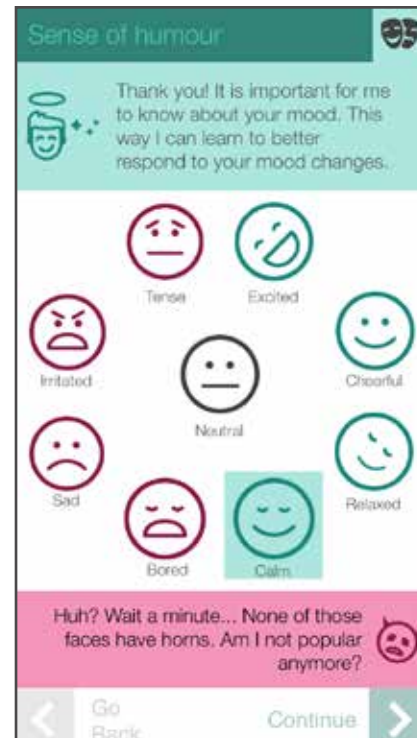 Sense of humour
Thank you! It is important for me
to know about your mood. This
way I can learn to better
respond to your mood changes.
Tense
Excited
Irritated
Cheerful
Neutral
Sad
Relaxed
Bored
Calm
Huh? Wait a minute... None of those
faces have horns. Am I not popular
anymore?
Go
Back
Continue